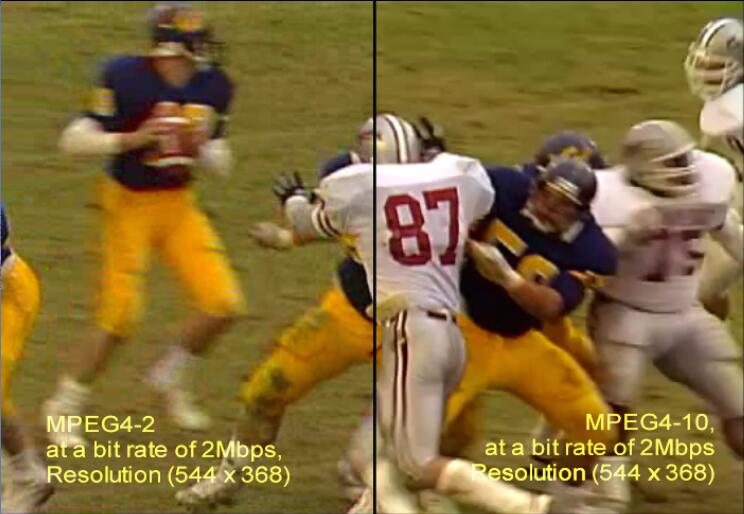 87
MPEG4-2
at a bit rate of 2Mbps,
Resolution (544 x 368)
MPEG4-10,
at a bit rate of 2Mbps
Resolution (544 x 368)